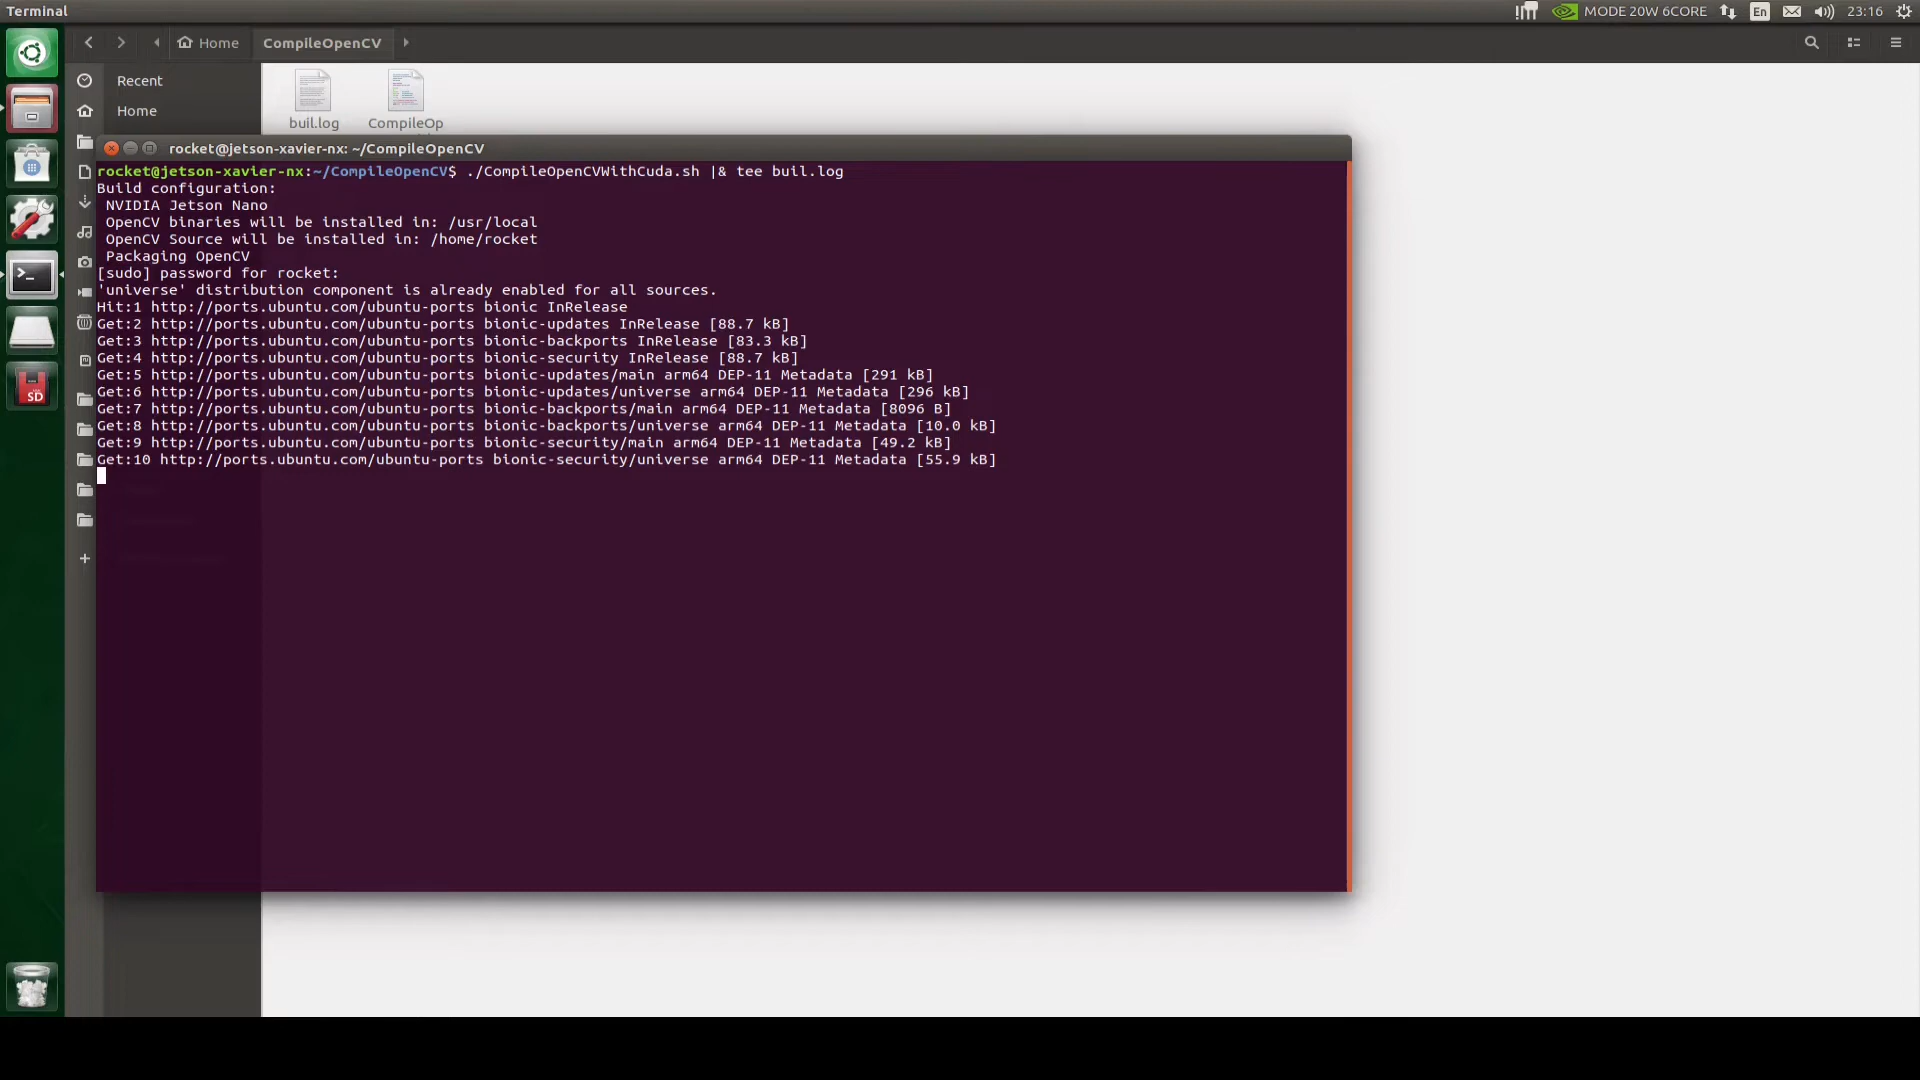 Terminal
MODE 20W 6CORE
En
23:16
Home
CompileOpenCV
Recent
Home
buil.log
CompileOp
rocket@jetson-xavier-nx: ~/CompileOpenCV
rocket@jetson-xavier-nx:~/CompileOpenCV$ ./CompileOpenCVWithCuda.sh |& tee buil.log
Build configuration:
NVIDIA Jetson Nano
OpenCV binaries will be installed in: /usr/local
OpenCV Source will be installed in: /home/rocket
Packaging OpenCV
[sudo] password for rocket:
'universe' distribution component is already enabled for all sources.
Hit:1 http://ports.ubuntu.com/ubuntu-ports bionic InRelease
Get:2 http://ports.ubuntu.com/ubuntu-ports bionic-updates InRelease [88.7 kB]
Get:3 http://ports.ubuntu.com/ubuntu-ports bionic-backports InRelease [83.3 kB]
Get:4 http://ports.ubuntu.com/ubuntu-ports bionic-security InRelease [88.7 kB]
Get:5 http://ports.ubuntu.com/ubuntu-ports bionic-updates/main arm64 DEP-11 Metadata [291 kB]
Get:6 http://ports.ubuntu.com/ubuntu-ports bionic-updates/universe arm64 DEP-11 Metadata [296 kB]
Get:7 http://ports.ubuntu.com/ubuntu-ports bionic-backports/main arm64 DEP-11 Metadata [8096 B]
Get:8 http://ports.ubuntu.com/ubuntu-ports bionic-backports/universe arm64 DEP-11 Metadata [10.0 kB]
Get:9 http://ports.ubuntu.com/ubuntu-ports bionic-security/main arm64 DEP-11 Metadata [49.2 kB]
Get:10 http://ports.ubuntu.com/ubuntu-ports bionic-security/universe arm64 DEP-11 Metadata [55.9 kB]
SD